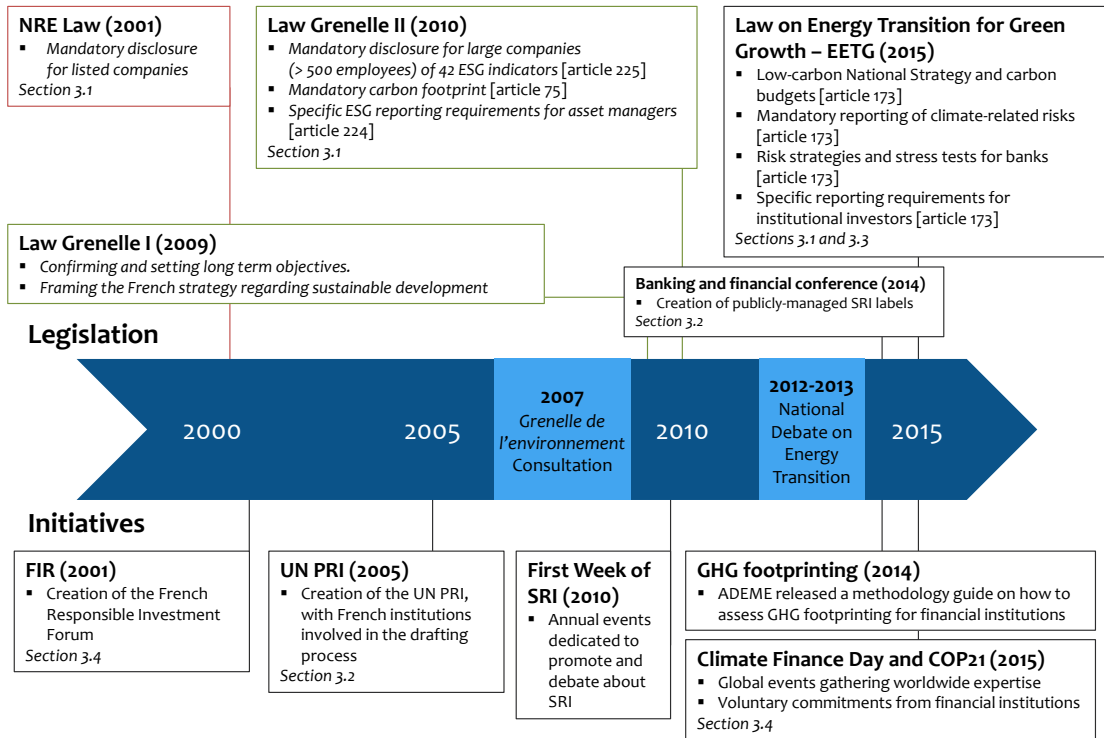 NRE Law (2001)
▪ Mandatory disclosure
for listed companies
Section 3.1
Law Grenelle II (2010)
▪ Mandatory disclosure for large companies
(> 500 employees) of 42 ESG indicators [article 225]
▪ Mandatory carbon footprint [article 75]
▪ Specific ESG reporting requirements for asset managers
[article 224]
Section 3.1
Law on Energy Transition for Green
Growth – EETG (2015)
▪ Low-carbon National Strategy and carbon
budgets [article 173]
▪ Mandatory reporting of climate-related risks
[article 173]
▪ Risk strategies and stress tests for banks
[article 173]
▪ Specific reporting requirements for
institutional investors [article 173]
Sections 3.1 and 3.3
Law Grenelle I (2009)
▪ Confirming and setting long term objectives.
▪ Framing the French strategy regarding sustainable development
Banking and financial conference (2014)
▪ Creation of publicly-managed SRI labels
Section 3.2
Legislation
2000
2005
2007
Grenelle de
l'environnement
Consultation
2010
2012-2013
National
Debate on
Energy
Transition
2015
Initiatives
FIR (2001)
▪ Creation of the French
Responsible Investment
Forum
Section 3.4
UN PRI (2005)
▪ Creation of the UN PRI,
with French institutions
involved in the drafting
process
Section 3.2
First Week of
SRI (2010)
▪ Annual events
dedicated to
promote and
debate about
SRI
GHG footprinting (2014)
▪ ADEME released a methodology guide on how to
assess GHG footprinting for financial institutions
Climate Finance Day and COP21 (2015)
▪ Global events gathering worldwide expertise
▪ Voluntary commitments from financial institutions
Section 3.4